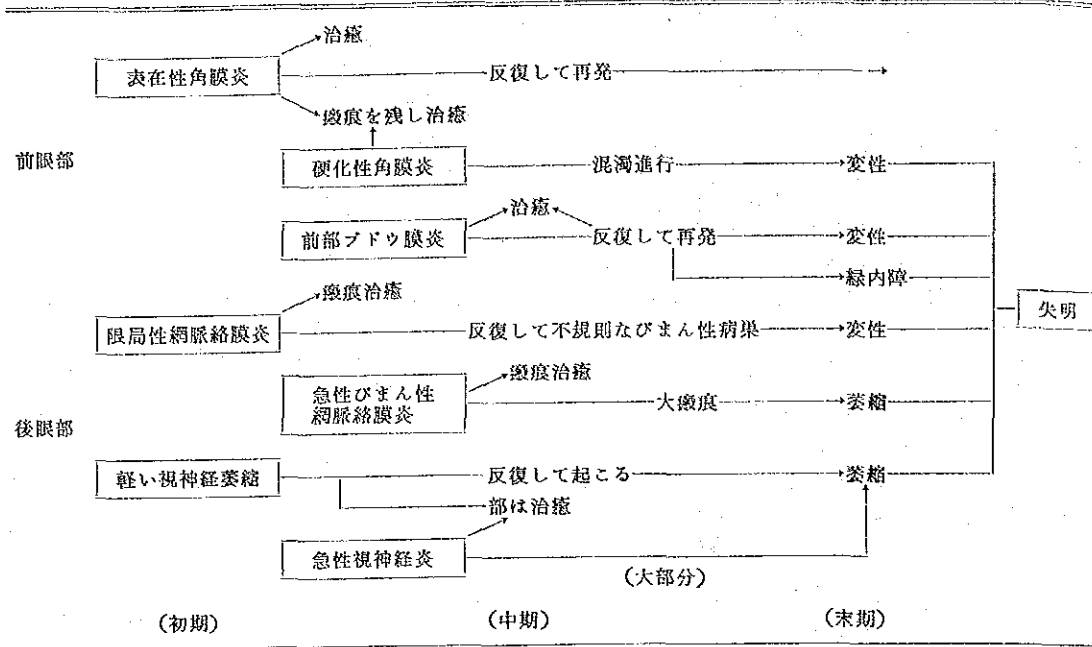 治癒
表在性角膜炎
反復して再発
瘢痕を残し治癒
前眼部
硬化性角膜炎
混濁進行
変性
治癒
前部ブドウ膜炎
反復して再発
変性
緑内障
瘢痕治癒
失明
限局性網脈絡膜炎
反復して不規則なびまん性病巣
変性
急性びまん性
網脈絡膜炎
瘢痕治癒
大瘢痕
萎縮
後眼部
軽い視神経萎縮
反復して起こる
萎縮
部は治癒
急性視神経炎
(大部分)
(初期)
(中期)
(末期)